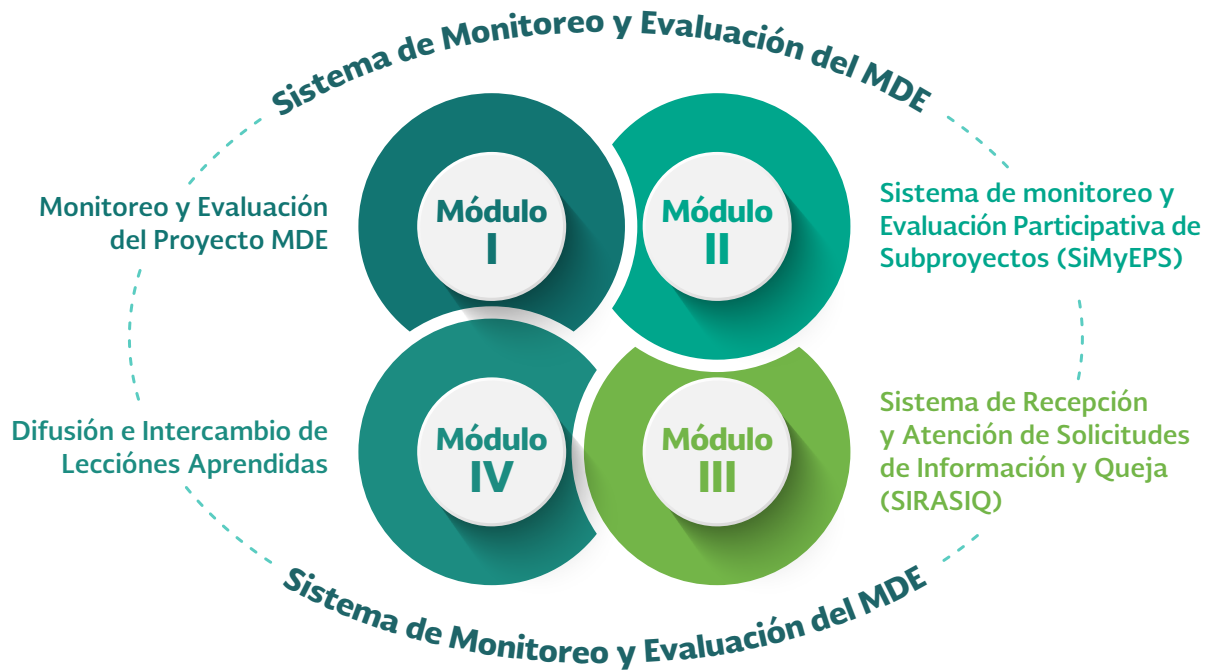 Sistema de Monitoreo y Evaluación del MDE
Monitoreo y Evaluación
del Proyecto MDE
Módulo
I
Módulo
II
Sistema de monitoreo y
Evaluación Participativa de
Subproyectos (SiMyEPS)
Difusión e Intercambio de
Lecciónes Aprendidas
Módulo
IV
Módulo
III
Sistema de Recepción
y Atención de Solicitudes
de Información y Queja
(SIRASIQ)
Sistema de Monitoreo y Evaluación del MDE